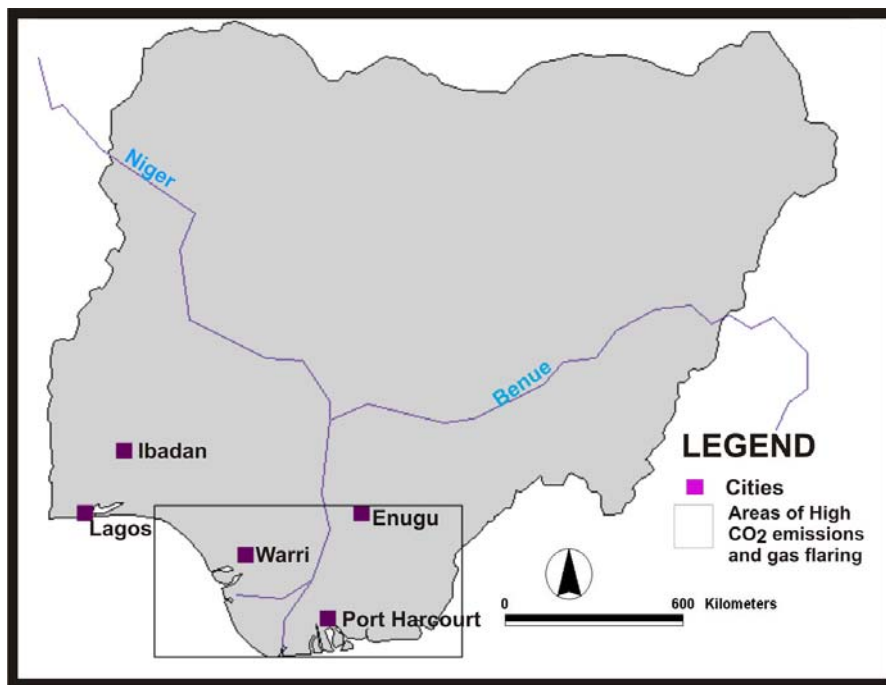 Niger
Benue
Ibadan
Lagos
Enugu
Warri
Port Harcourt
LEGEND
Cities
Areas of High
CO2 emissions
and gas flaring
0 600 Kilometers